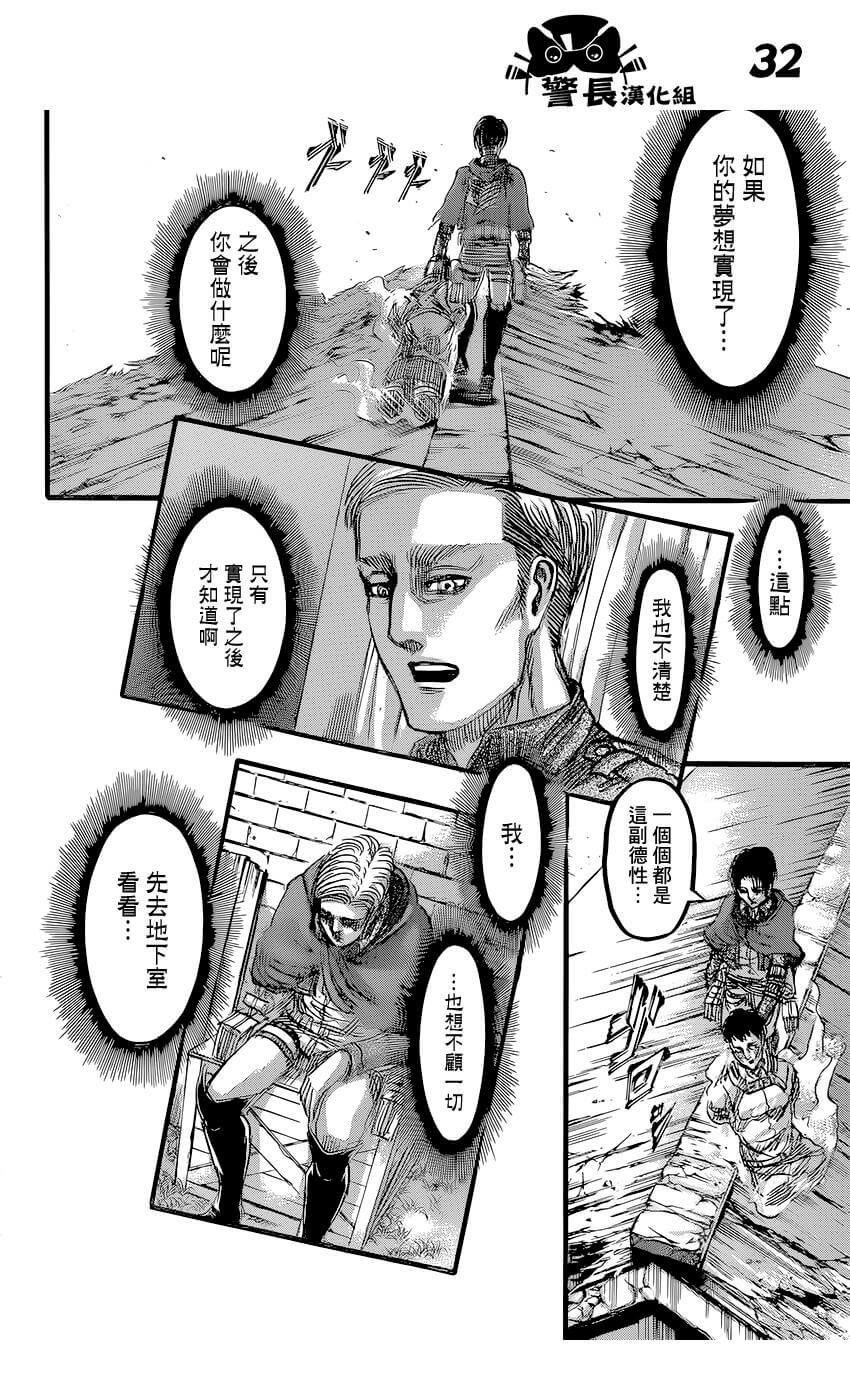 警長漢化組
32
如果
你的夢想實現了…
之後
你會做什麼呢
…這點
我也不清楚
只有
實現了之後
才知道啊
一個個都是
這副德性…
我…
…也想不顧一切
先去地下室
看看…